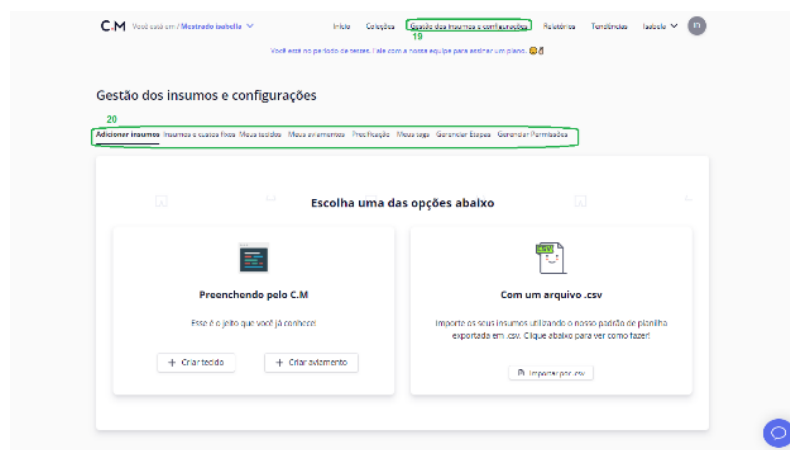 C.M Você está em / Mestrado isabella Início Coleções Gestão dos insumos e configurações Relatórios Tendências Isabela
19
Você está no período de testes. Fale com a nossa equipe para assinar um plano.
Gestão dos insumos e configurações
20
Adicionar insumos Insumos e custos fixos Meus tecidos Meus aviamentos Precificação Meus tags Gerenciar Etapas Gerenciar Permissões
Escolha uma das opções abaixo
CSV
Preenchendo pelo C.M
Com um arquivo .csv
Esse é o jeito que você já conhece!
Importe os seus insumos utilizando o nosso padrão de planilha
exportada em .csv. Clique abaixo para ver como fazer!
+ Criar tecido + Criar aviamento
Importar por .csv